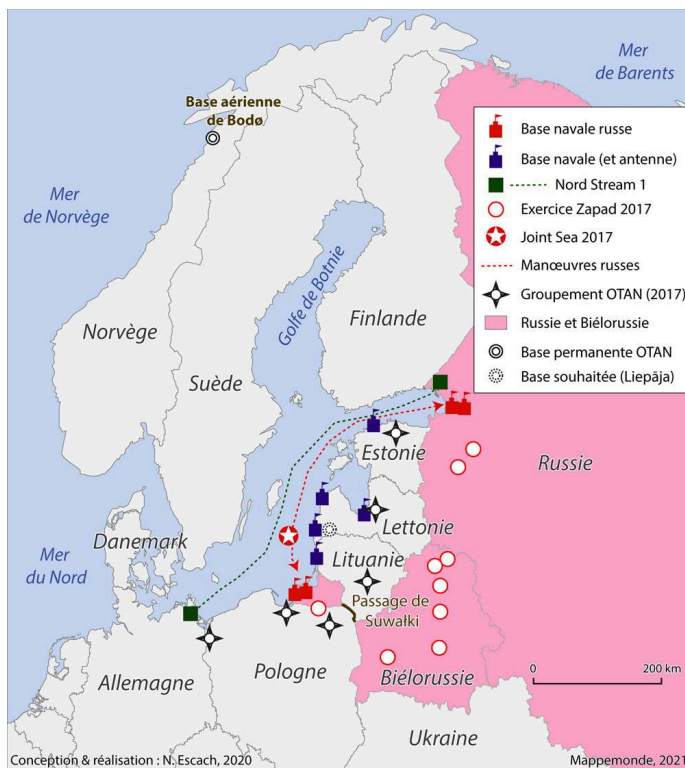 Mer
de Barents
Base aérienne
de Bodø
Mer
de Norvège
Golfe de Botnie
Norvège
Suède
Finlande
Base navale russe
Base navale (et antenne)
Nord Stream 1
Exercice Zapad 2017
Joint Sea 2017
Manœuvres russes
Groupement OTAN (2017)
Russie et Biélorussie
Base permanente OTAN
Base souhaitée (Liepāja)
Estonie
Russie
Lettonie
Danemark
Lituanie
Mer
du Nord
Passage de
Suwałki
Allemagne
Pologne
Biélorussie
0
200 km
Ukraine
Conception & réalisation : N. Escach, 2020
Mappemonde, 2021